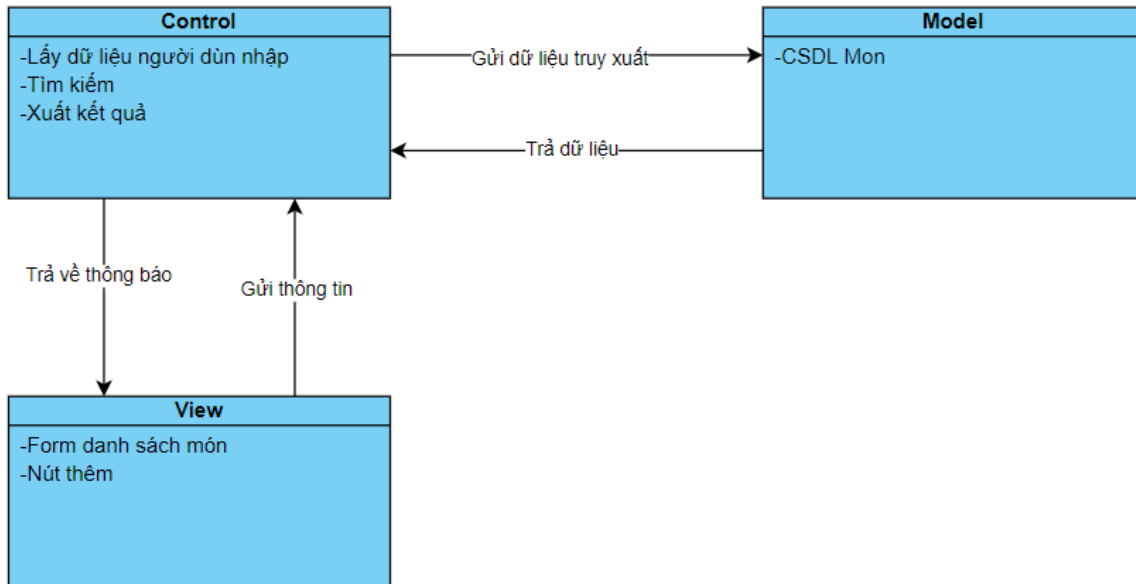 Control
-Lấy dữ liệu người dùn nhập
-Tìm kiếm
-Xuất kết quả
Gửi dữ liệu truy xuất
Trả dữ liệu
Model
-CSDL Mon
Trả về thông báo
Gửi thông tin
View
-Form danh sách món
-Nút thêm